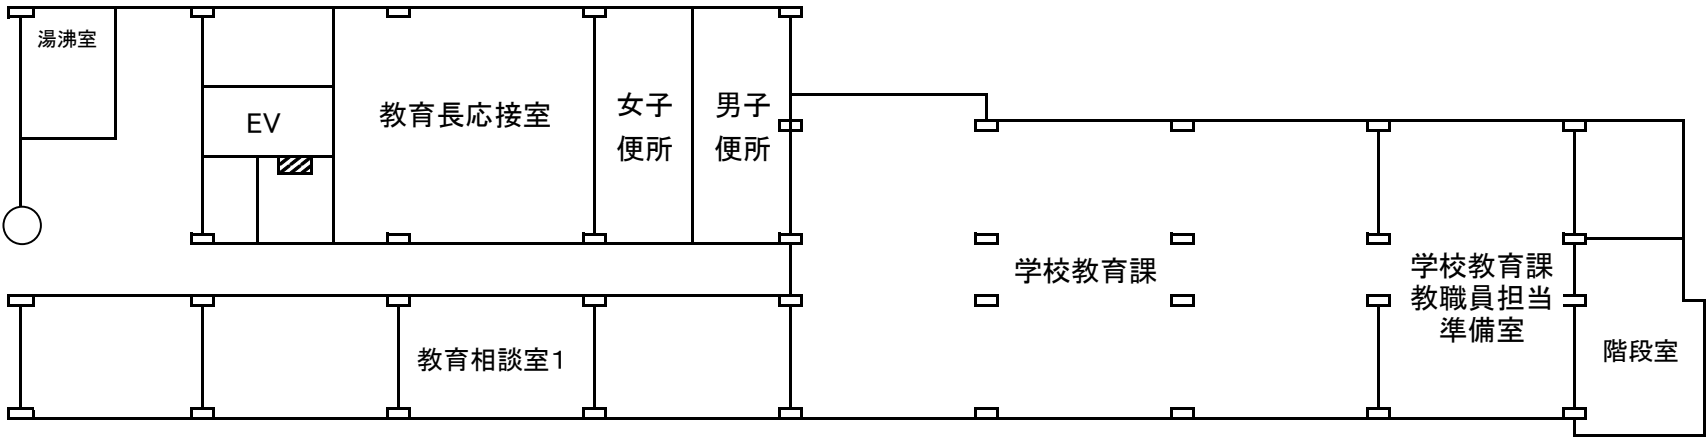 湯沸室
EV
教育長応接室
女子
便所
男子
便所
学校教育課
学校教育課
教職員担当
準備室
教育相談室1
階段室